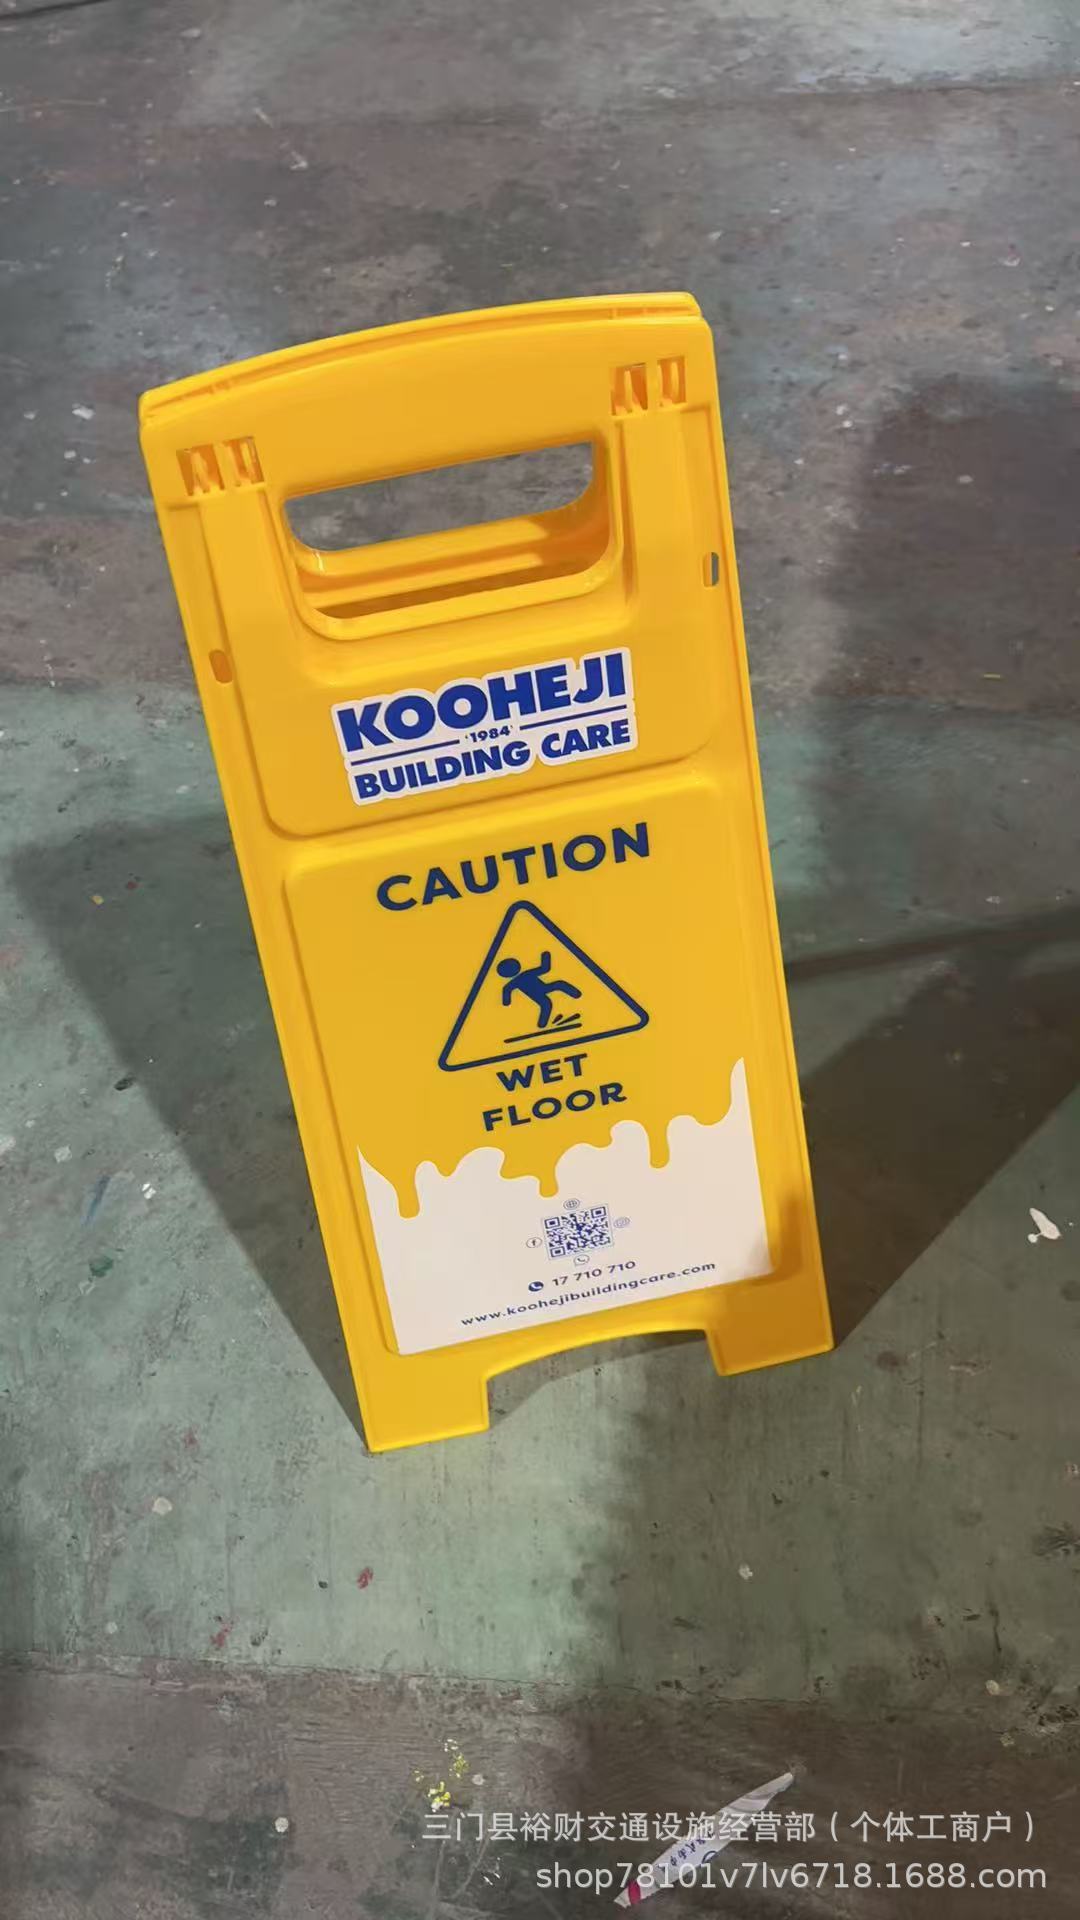 KOOHEJI
'1984'
BUILDING CARE
CAUTION
WET
FLOOR
17 710 710
www.koohejibuildingcare.com
三门县裕财交通设施经营部（个体工商户）
shop78101v7lv6718.1688.com